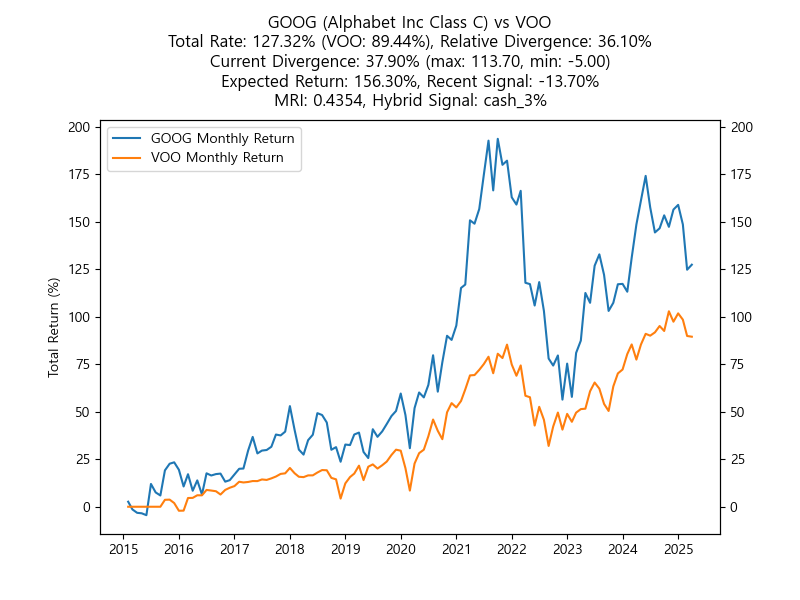 GOOG (Alphabet Inc Class C) vs VOO
Total Rate: 127.32% (VOO: 89.44%), Relative Divergence: 36.10%
Current Divergence: 37.90% (max: 113.70, min: -5.00)
Expected Return: 156.30%, Recent Signal: -13.70%
MRI: 0.4354, Hybrid Signal: cash_3%
GOOG Monthly Return
VOO Monthly Return
Total Return (%)
200
175
150
125
100
75
50
25
0
200
175
150
125
100
75
50
25
0
2015 2016 2017 2018 2019 2020 2021 2022 2023 2024 2025